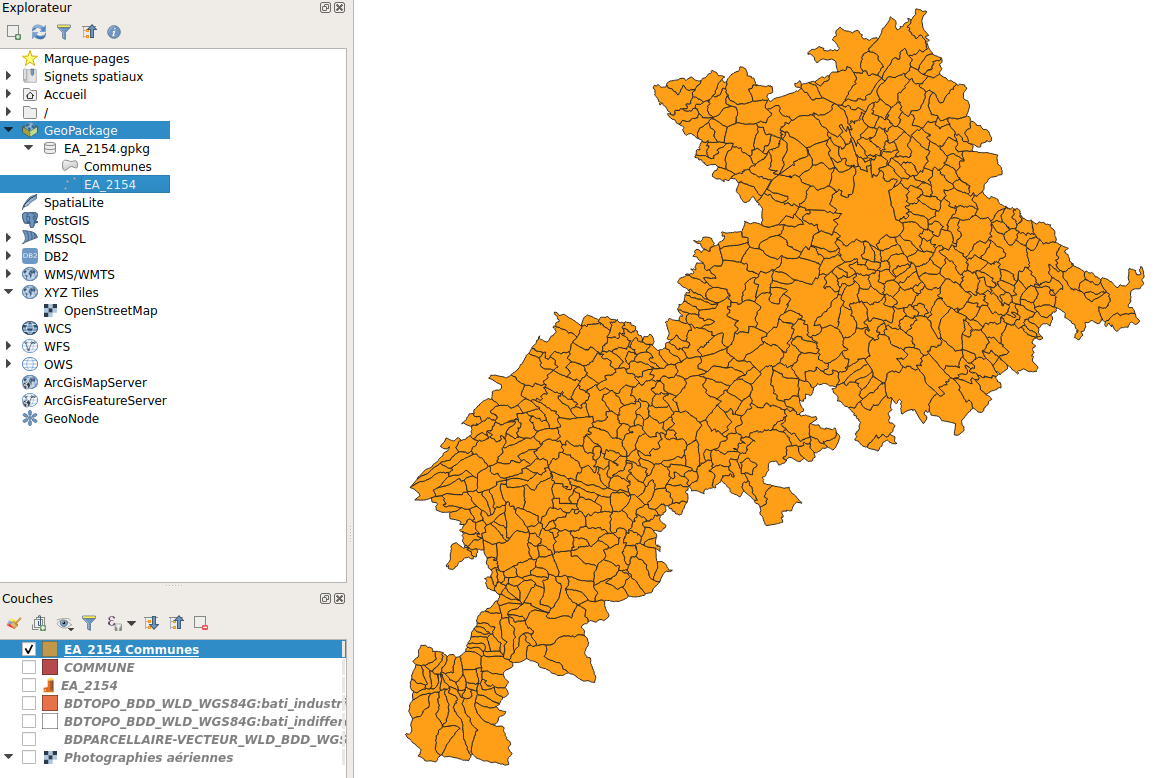 Explorateur
Marque-pages
Signets spatiaux
Accueil
/
GeoPackage
EA_2154.gpkg
Communes
EA_2154
SpatiaLite
PostGIS
MSSQL
DB2
DB2
WMS/WMTS
XYZ Tiles
OpenStreetMap
WCS
WFS
OWS
ArcGisMapServer
ArcGisFeatureServer
GeoNode
Couches
EA_2154 Communes
COMMUNE
EA_2154
BDTOPO_BDD_WLD_WGS84G:bati_industr
BDTOPO_BDD_WLD_WGS84G:bati_indiffer
BDPARCELLAIRE-VECTEUR_WLD_BDD_WGS
Photographies aériennes